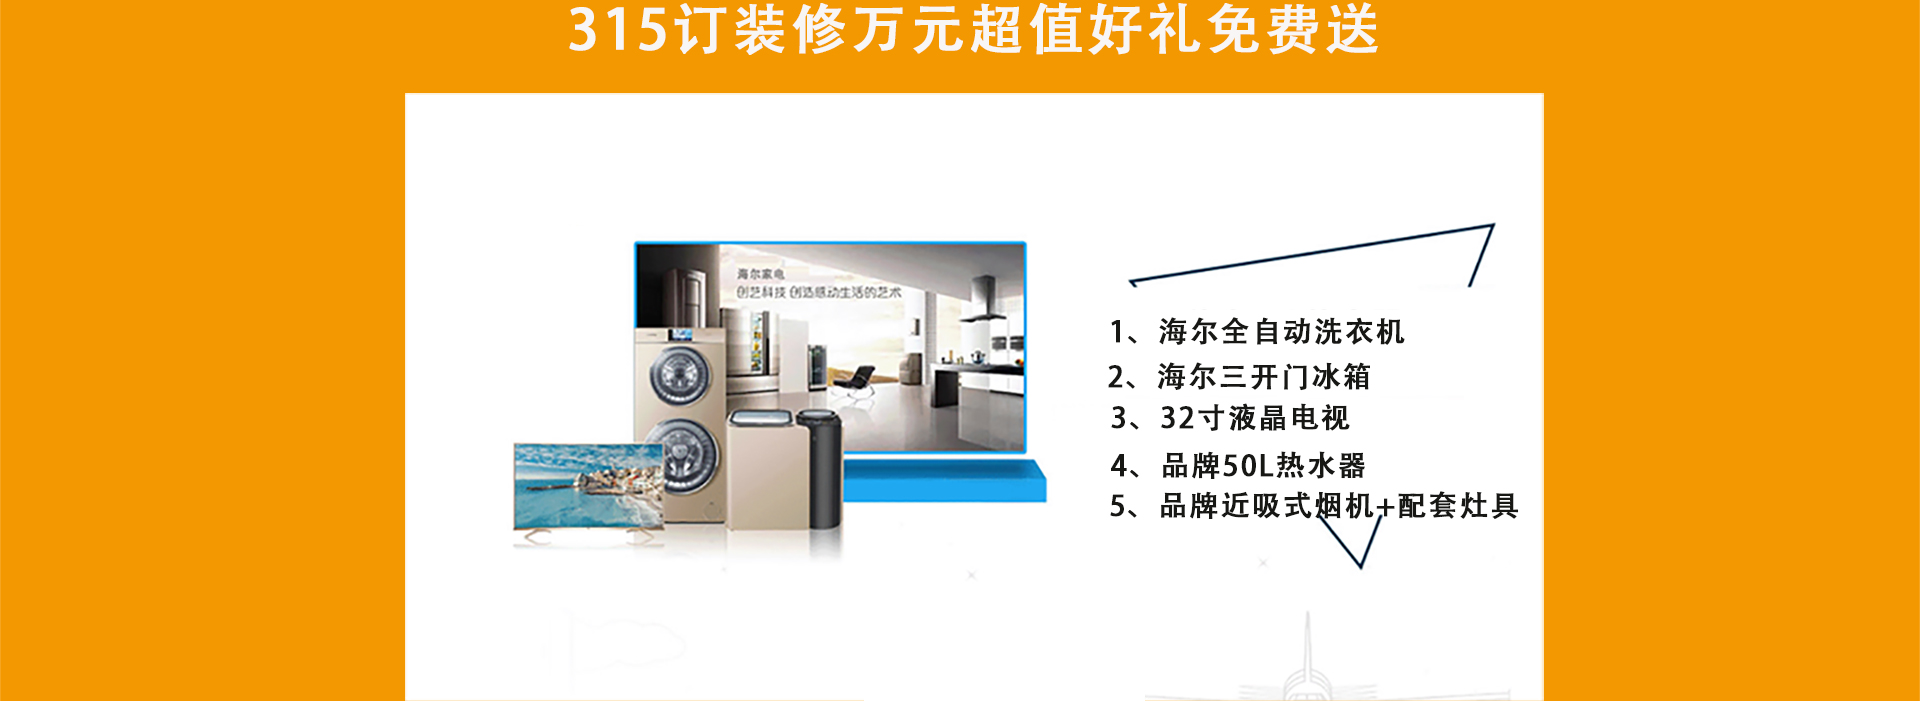 315订装修万元超值好礼免费送
海尔家电
创艺科技 创造感动生活的艺术
1、海尔全自动洗衣机
2、海尔三开门冰箱
3、32寸液晶电视
4、品牌50L热水器
5、品牌近吸式烟机+配套灶具